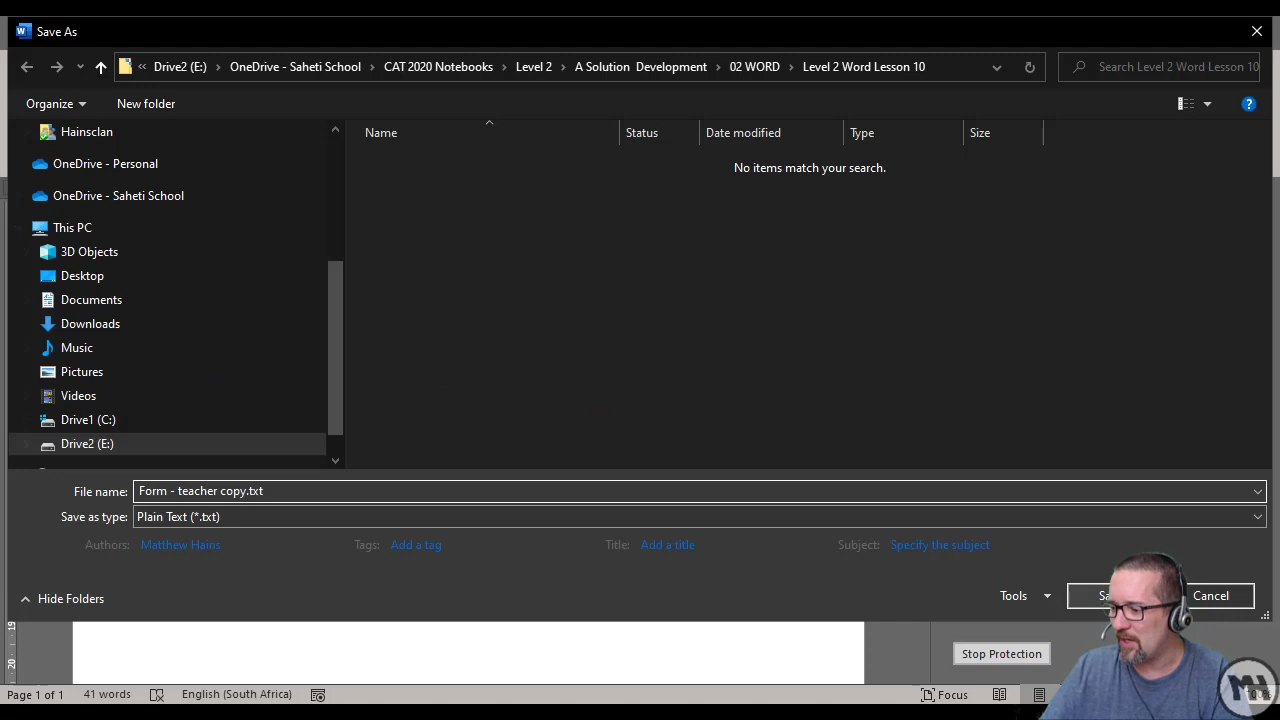 Save As
Drive2 (E:) OneDrive - Saheti School CAT 2020 Notebooks Level 2 A Solution Development 02 WORD Level 2 Word Lesson 10 Search Level 2 Word Lesson 10
Organize New folder
Name Status Date modified Type Size
No items match your search.
Hainsclan
OneDrive - Personal
OneDrive - Saheti School
This PC
3D Objects
Desktop
Documents
Downloads
Music
Pictures
Videos
Drive1 (C:)
Drive2 (E:)
File name: Form - teacher copy.txt
Save as type: Plain Text (*.txt)
Authors: Matthew Hains Tags: Add a tag Title: Add a title Subject: Specify the subject
Hide Folders Tools Cancel
19
20
Stop Protection
Page 1 of 1 41 words English (South Africa) Focus